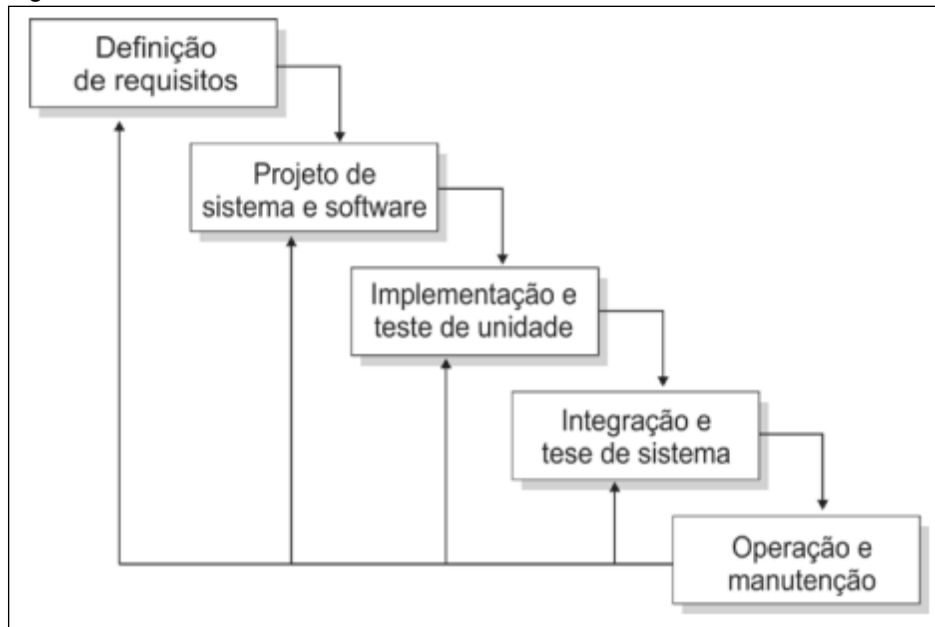 Definição
de requisitos
Projeto de
sistema e software
Implementação e
teste de unidade
Integração e
tese de sistema
Operação e
manutenção